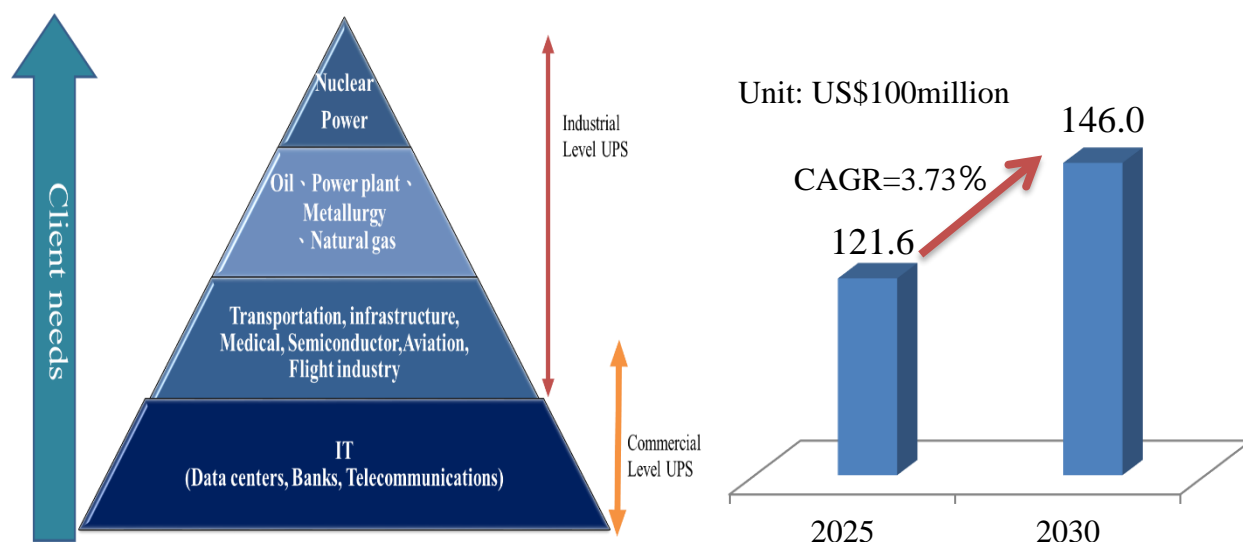 Client needs
Nuclear
Power
Oil、Power plant、
Metallurgy
、Natural gas
Transportation, infrastructure,
Medical, Semiconductor,Aviation,
Flight industry
IT
(Data centers, Banks, Telecommunications)
Industrial
Level UPS
Commercial
Level UPS
Unit: US$100million
146.0
CAGR=3.73%
121.6
2025
2030